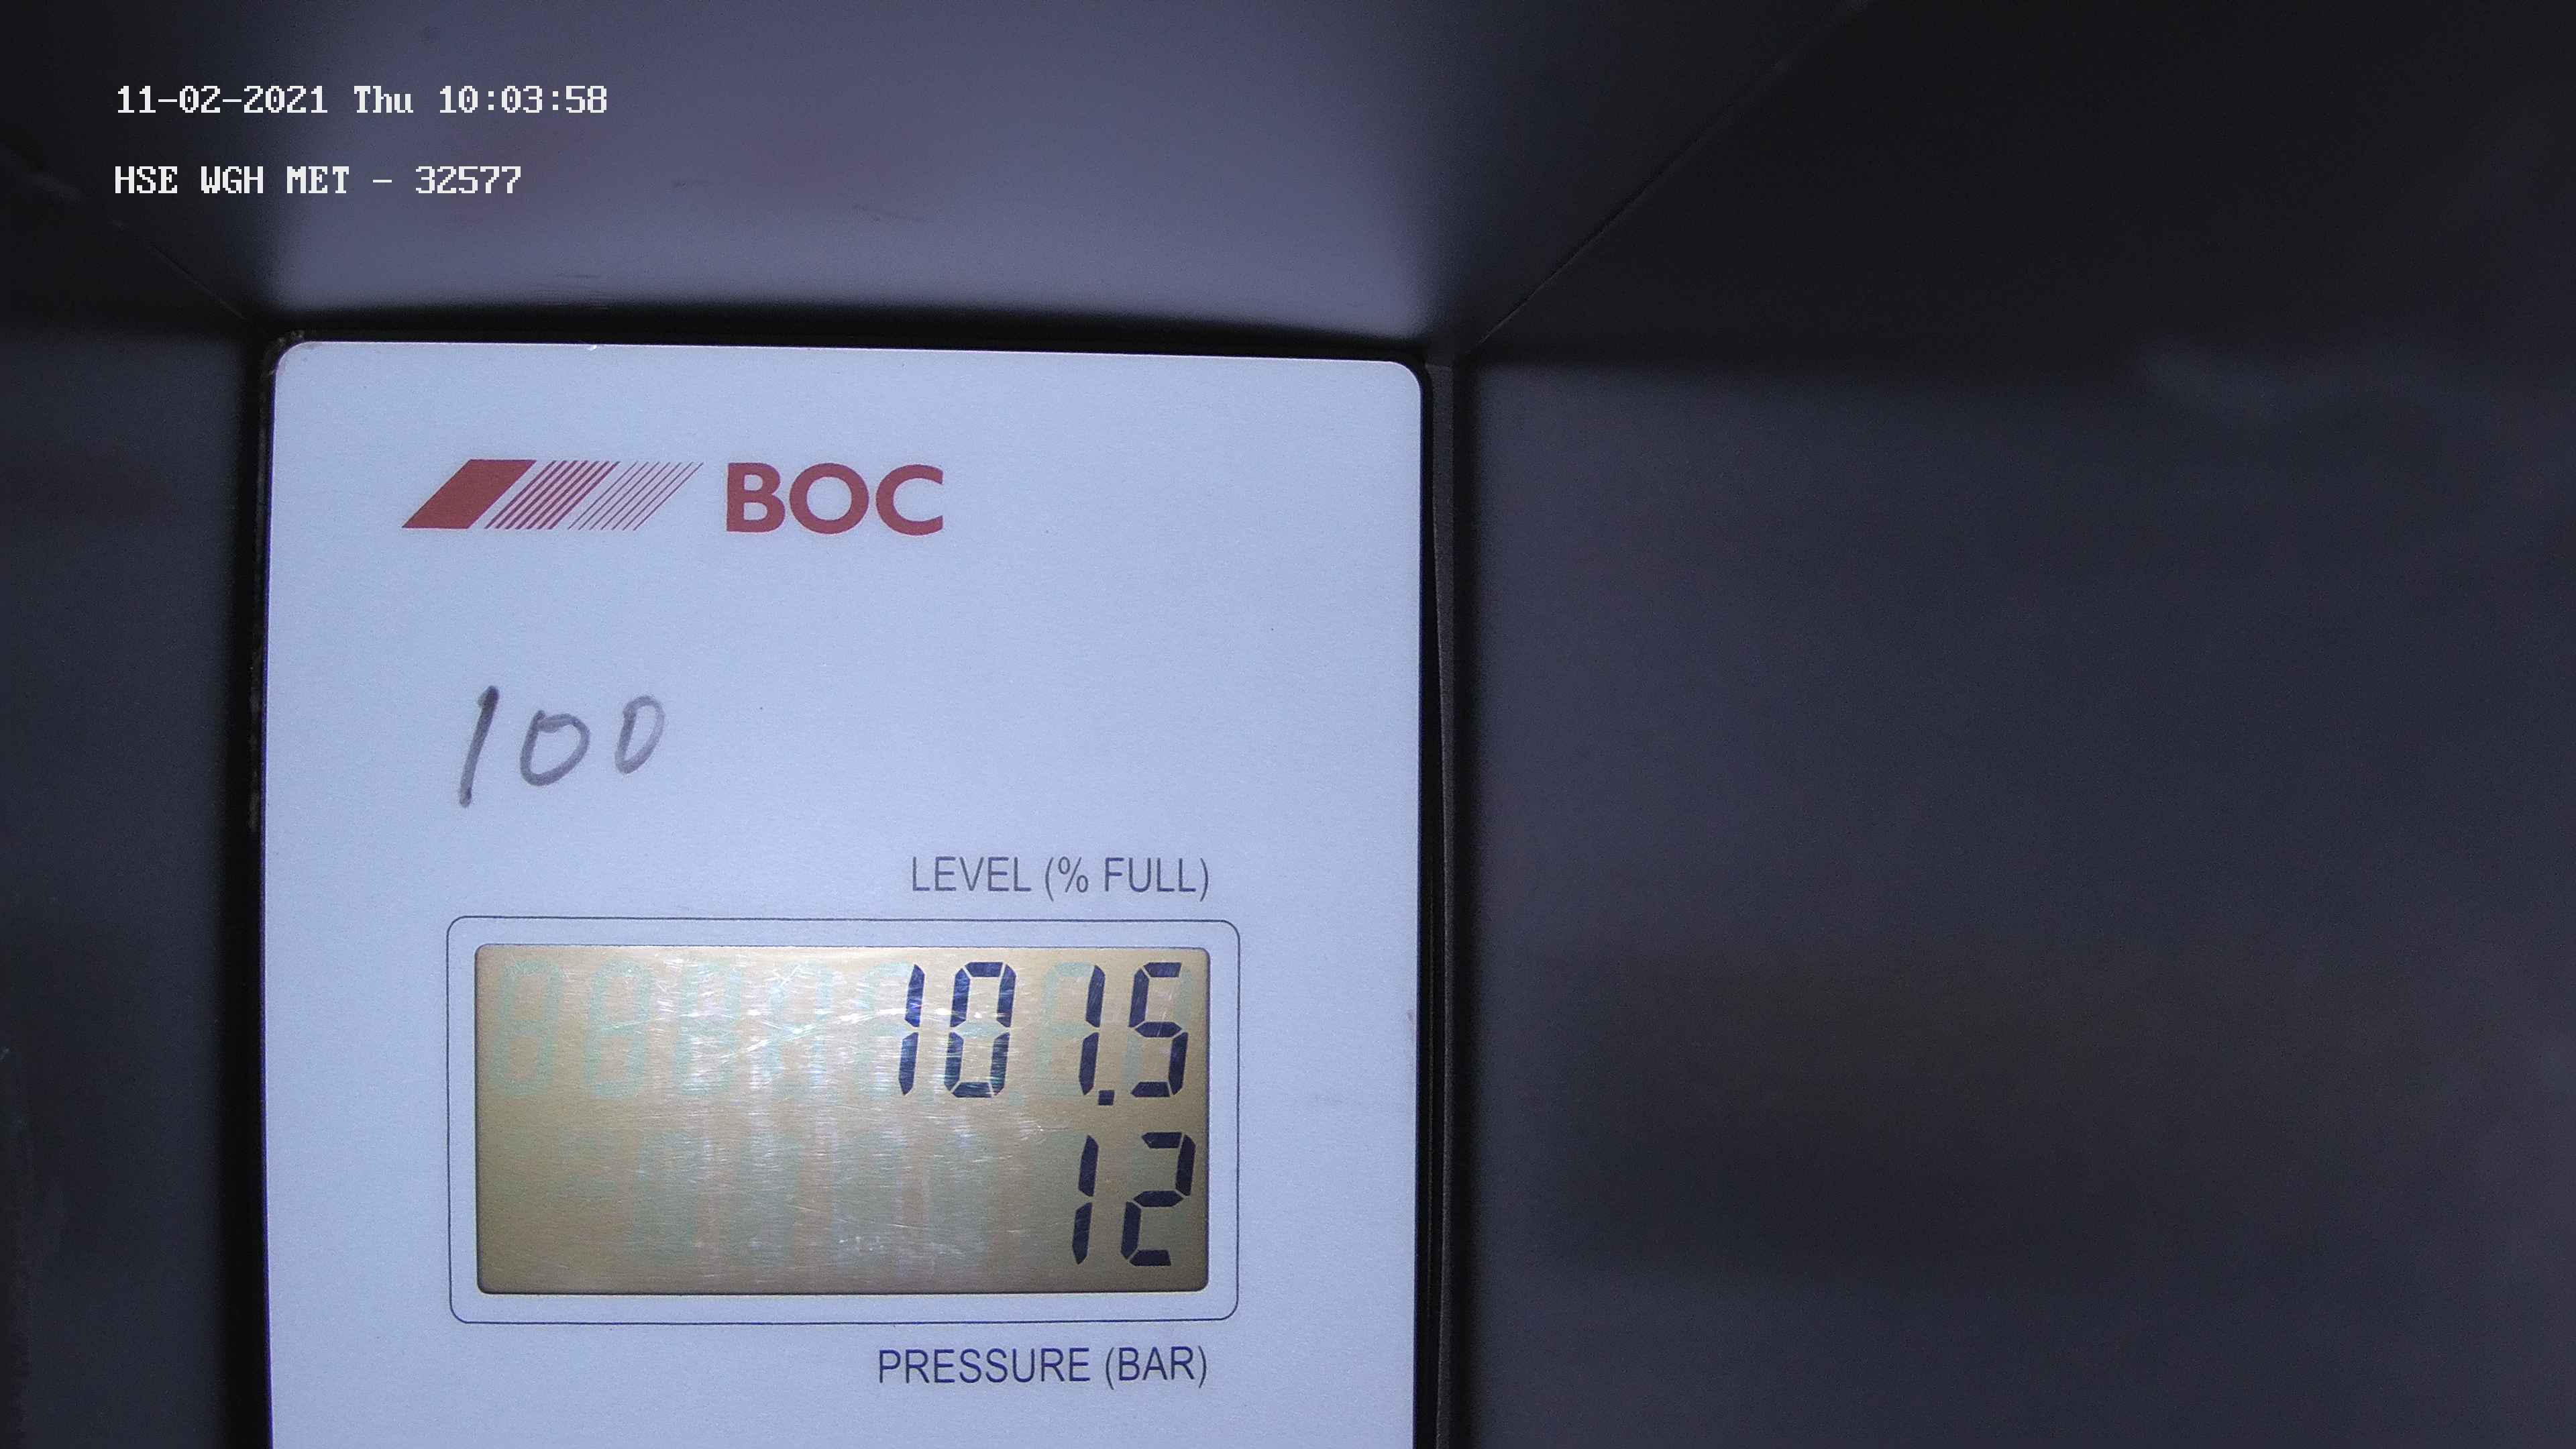 11-02-2021 Thu 10:03:58
HSE WGH MET - 32577
BOC
100
LEVEL (% FULL)
101.5
12
PRESSURE (BAR)